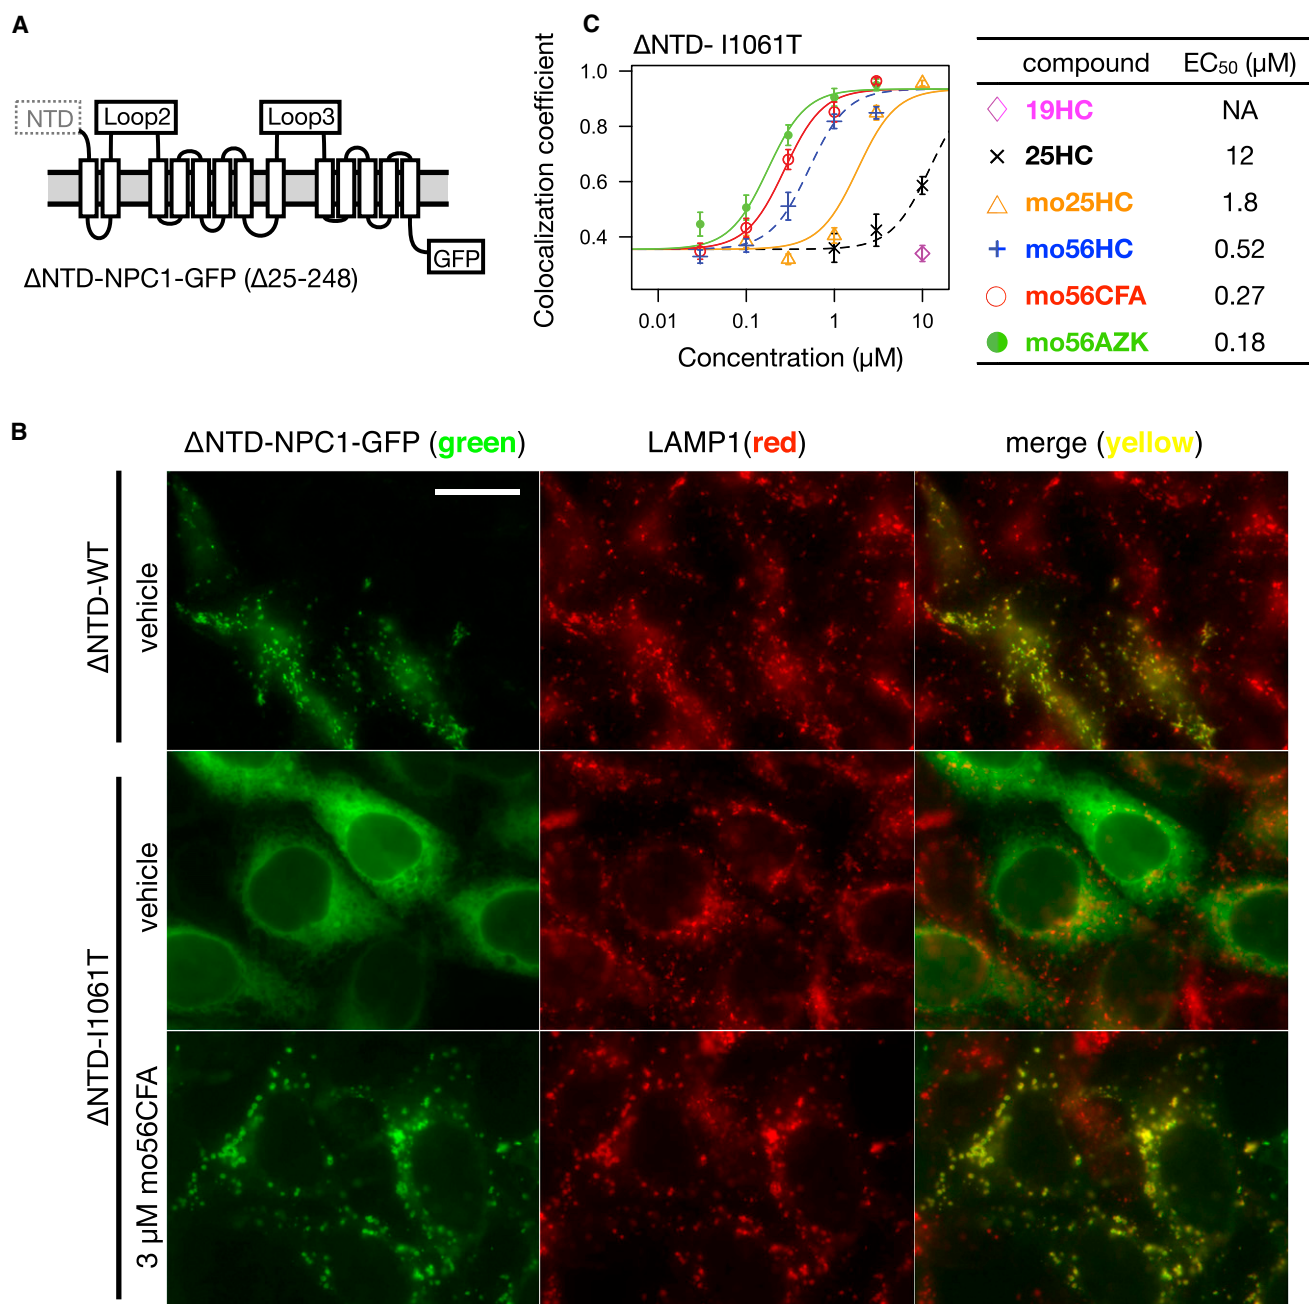 A
NTD
Loop2
Loop3
GFP
ΔNTD-NPC1-GFP (Δ25-248)
C
ΔNTD- I1061T
Colocalization coefficient
1.0
0.8
0.6
0.4
0.01
0.1
1
10
Concentration (μM)
compound EC₅₀ (μM)
19HC NA
25HC 12
mo25HC 1.8
mo56HC 0.52
mo56CFA 0.27
mo56AZK 0.18
B
ΔNTD-NPC1-GFP (green)
LAMP1(red)
merge (yellow)
ΔNTD-WT
vehicle
ΔNTD-I1061T
vehicle
3 μM mo56CFA